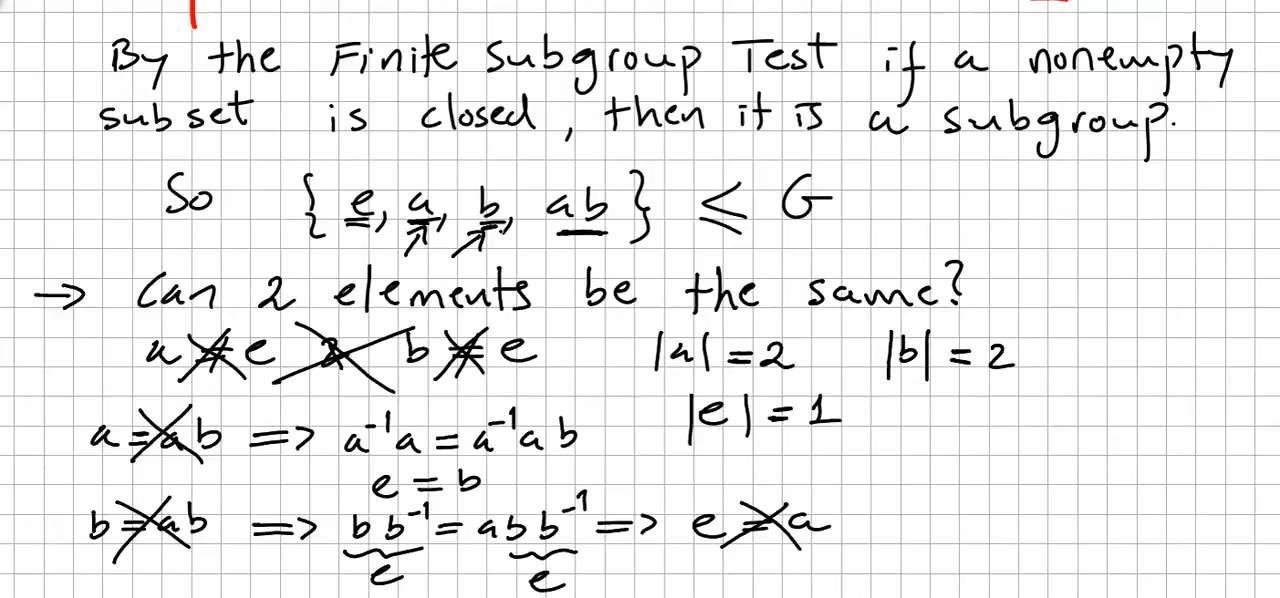 By the Finite Subgroup Test if a nonempty
subset is closed, then it is a subgroup.
So { e, a, b, ab } ≤ G
→ Can 2 elements be the same?
a ≠ e b ≠ e |a| = 2 |b| = 2
|e| = 1
a = ab => a⁻¹a = a⁻¹ab
e = b
b = ab => bb⁻¹ = abb⁻¹ => e = a
e e